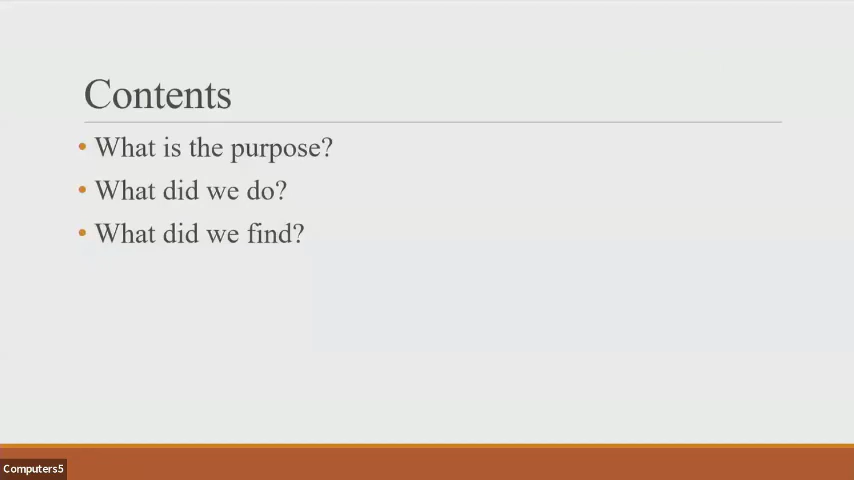 Contents
• What is the purpose?
• What did we do?
• What did we find?
Computers5